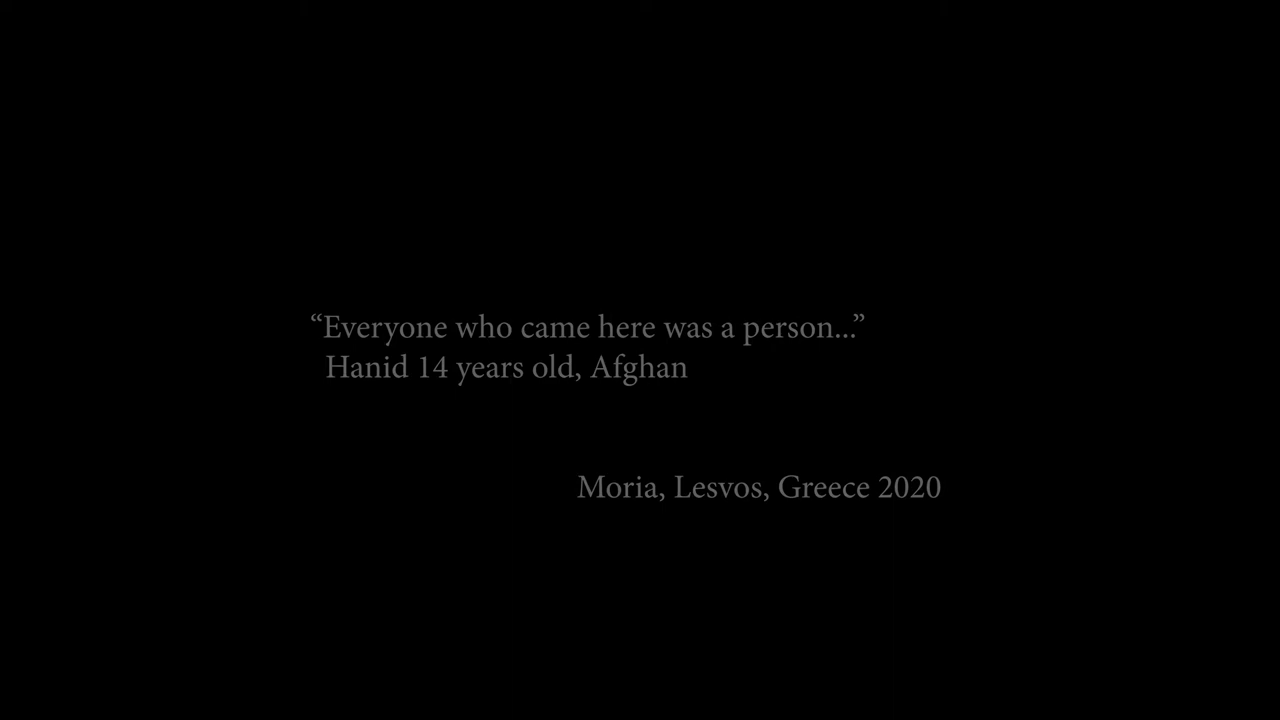 “Everyone who came here was a person...”
Hanid 14 years old, Afghan
Moria, Lesvos, Greece 2020